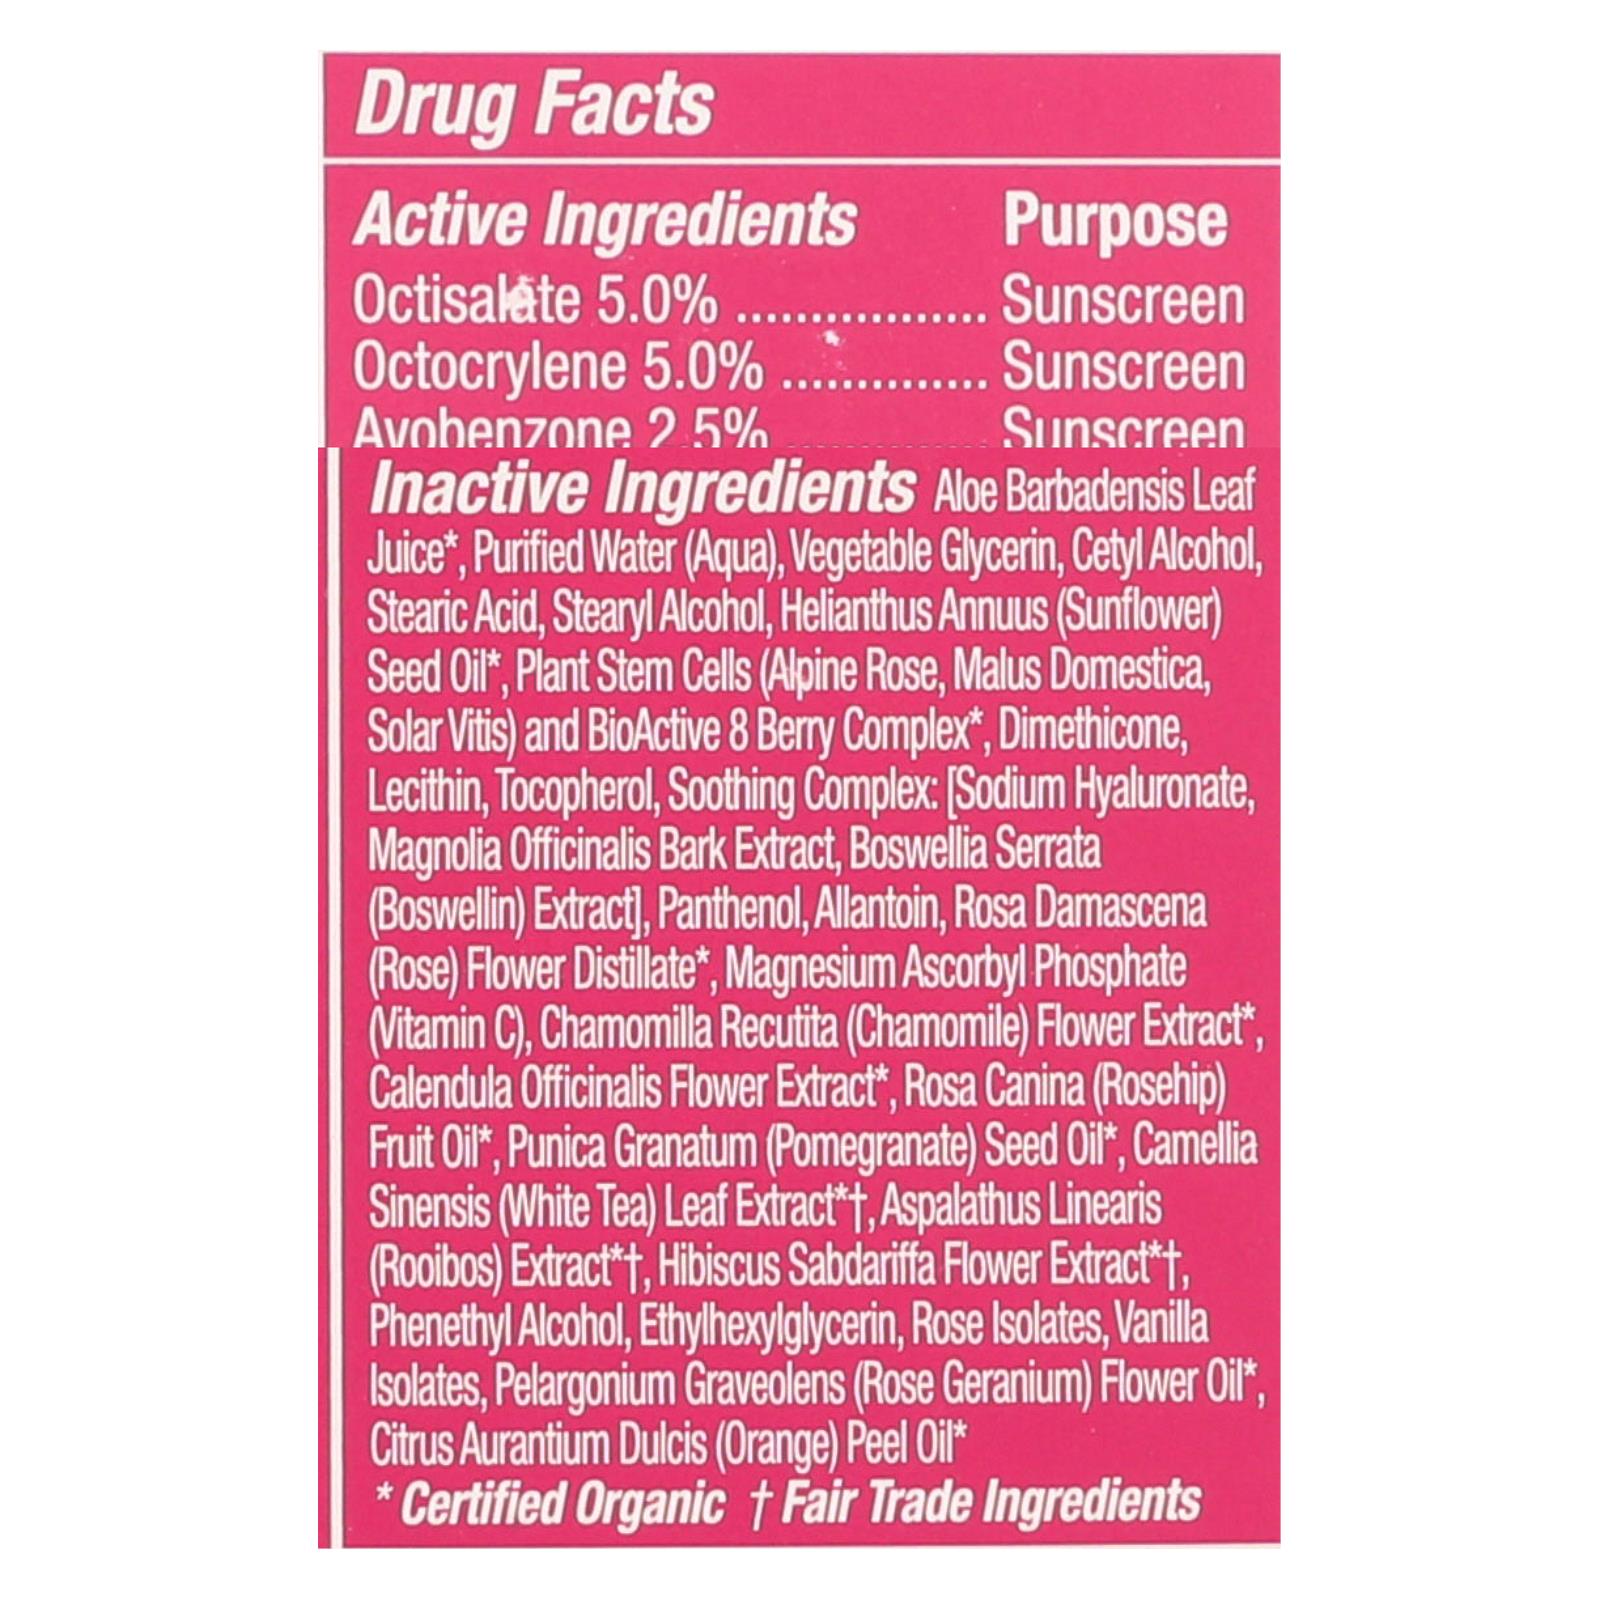 Drug Facts
Active Ingredients Purpose
Octisalate 5.0% ................. Sunscreen
Octocrylene 5.0% .............. Sunscreen
Avobenzone 2.5% .............. Sunscreen
Inactive Ingredients Aloe Barbadensis Leaf
Juice*, Purified Water (Aqua), Vegetable Glycerin, Cetyl Alcohol,
Stearic Acid, Stearyl Alcohol, Helianthus Annuus (Sunflower)
Seed Oil*, Plant Stem Cells (Alpine Rose, Malus Domestica,
Solar Vitis) and BioActive 8 Berry Complex*, Dimethicone,
Lecithin, Tocopherol, Soothing Complex: [Sodium Hyaluronate,
Magnolia Officinalis Bark Extract, Boswellia Serrata
(Boswellin) Extract], Panthenol, Allantoin, Rosa Damascena
(Rose) Flower Distillate*, Magnesium Ascorbyl Phosphate
(Vitamin C), Chamomilla Recutita (Chamomile) Flower Extract*,
Calendula Officinalis Flower Extract*, Rosa Canina (Rosehip)
Fruit Oil*, Punica Granatum (Pomegranate) Seed Oil*, Camellia
Sinensis (White Tea) Leaf Extract*†, Aspalathus Linearis
(Rooibos) Extract*†, Hibiscus Sabdariffa Flower Extract*†,
Phenethyl Alcohol, Ethylhexylglycerin, Rose Isolates, Vanilla
Isolates, Pelargonium Graveolens (Rose Geranium) Flower Oil*,
Citrus Aurantium Dulcis (Orange) Peel Oil*
* Certified Organic † Fair Trade Ingredients